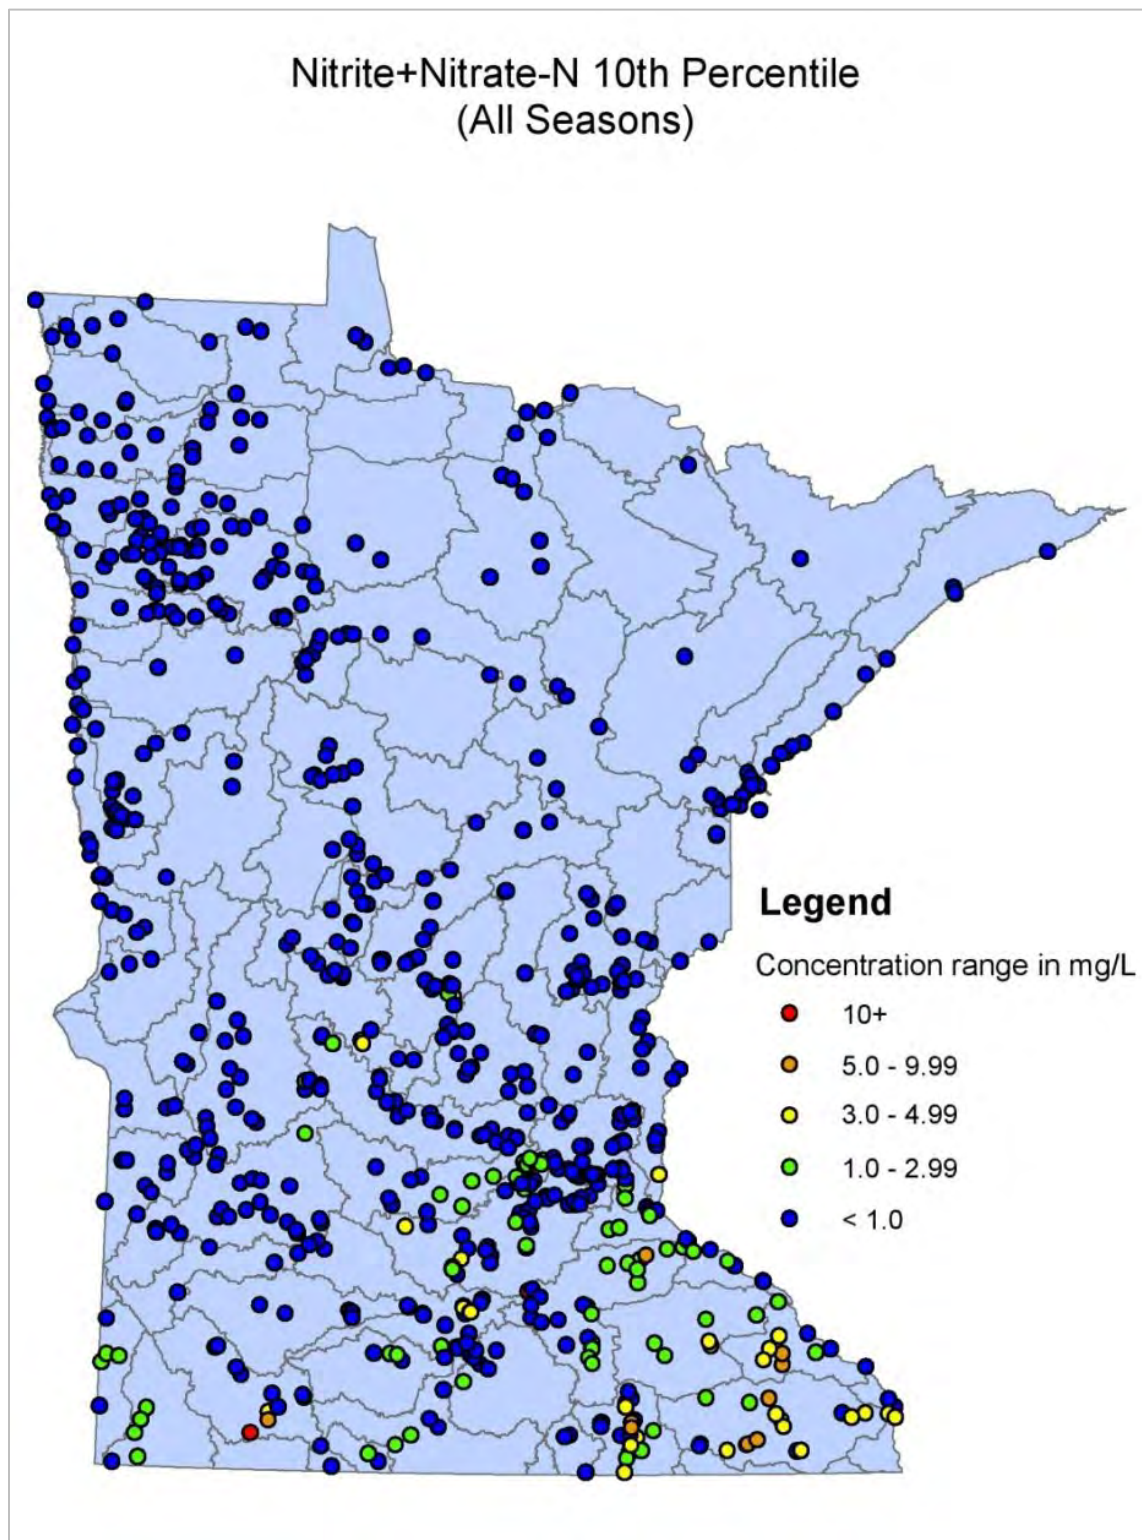 Nitrite+Nitrate-N 10th Percentile
(All Seasons)
Legend
Concentration range in mg/L
10+
5.0 - 9.99
3.0 - 4.99
1.0 - 2.99
< 1.0